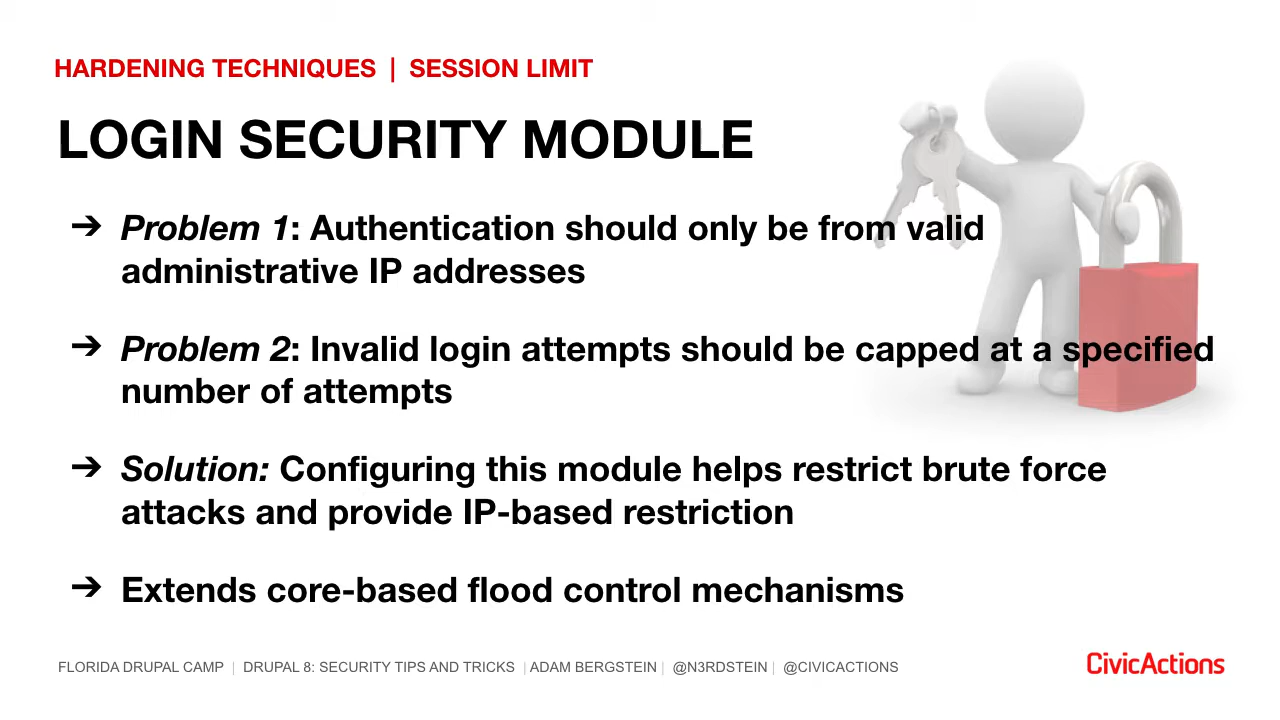 HARDENING TECHNIQUES | SESSION LIMIT
LOGIN SECURITY MODULE
➔ Problem 1: Authentication should only be from valid
administrative IP addresses
➔ Problem 2: Invalid login attempts should be capped at a specified
number of attempts
➔ Solution: Configuring this module helps restrict brute force
attacks and provide IP-based restriction
➔ Extends core-based flood control mechanisms
FLORIDA DRUPAL CAMP | DRUPAL 8: SECURITY TIPS AND TRICKS | ADAM BERGSTEIN | @N3RDSTEIN | @CIVICACTIONS
CivicActions